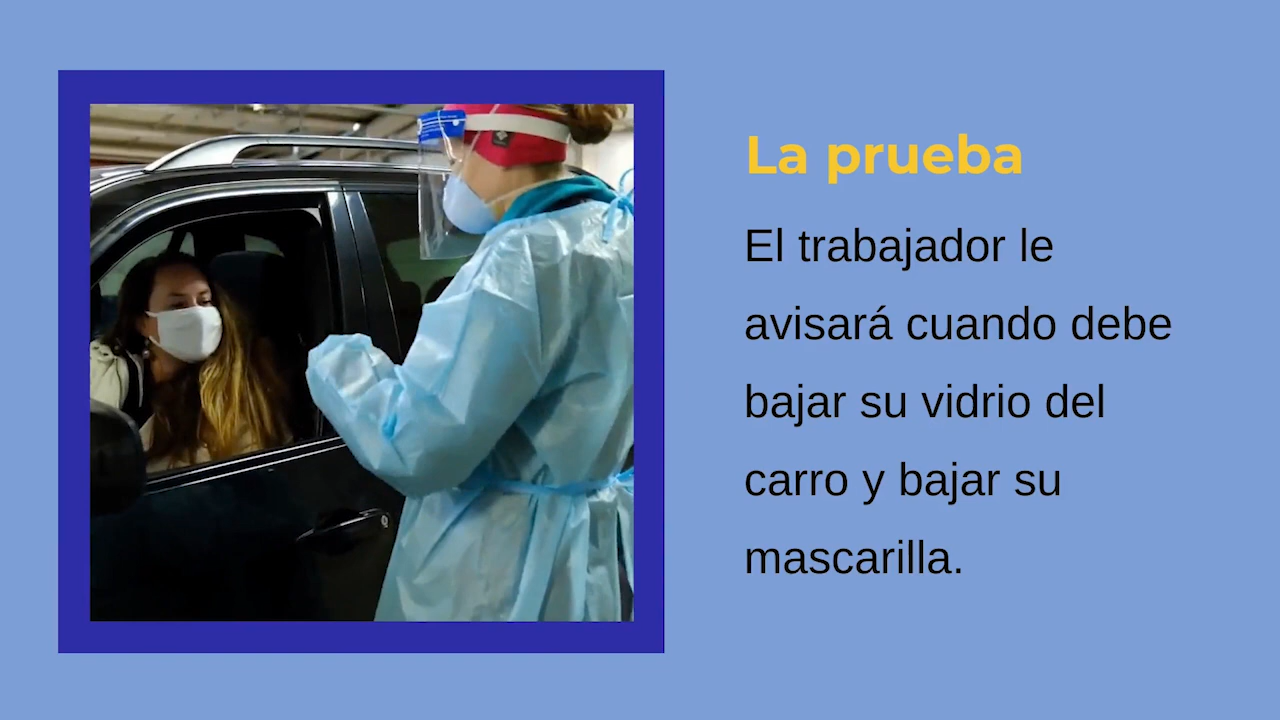 La prueba
El trabajador le
avisará cuando debe
bajar su vidrio del
carro y bajar su
mascarilla.